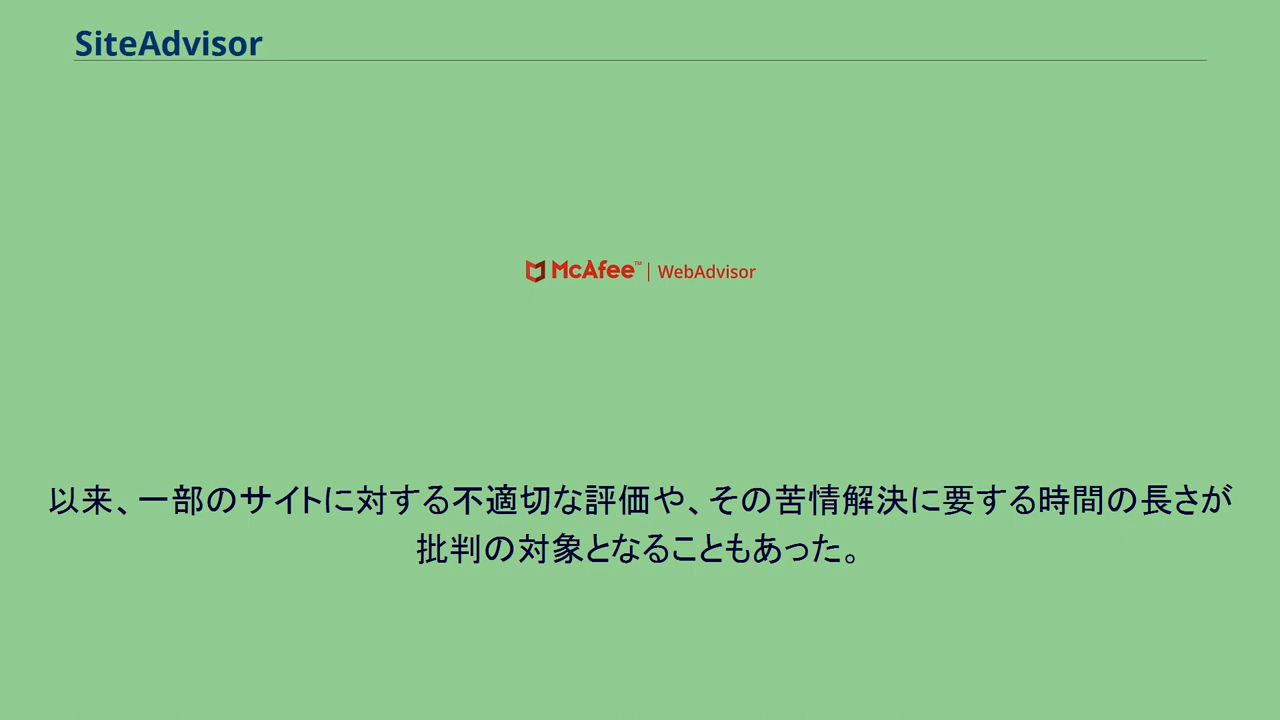 SiteAdvisor
McAfee™ | WebAdvisor
以来、一部のサイトに対する不適切な評価や、その苦情解決に要する時間の長さが
批判の対象となることもあった。